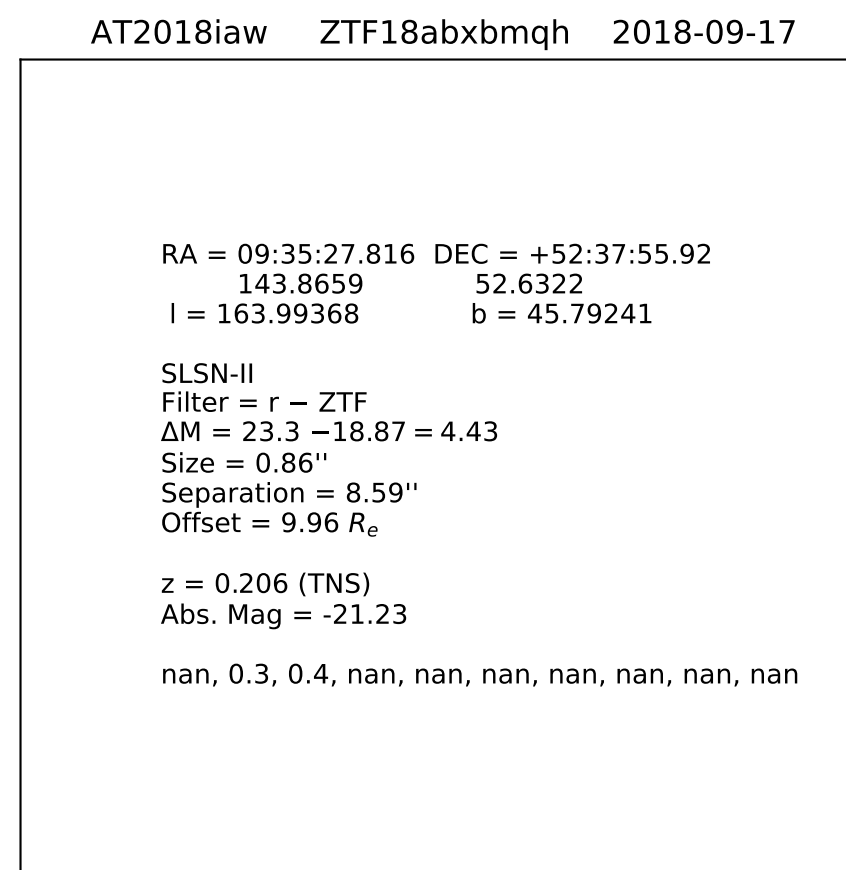 AT2018iaw ZTF18abxbmqh 2018-09-17
RA = 09:35:27.816 DEC = +52:37:55.92
143.8659 52.6322
l = 163.99368 b = 45.79241
SLSN-II
Filter = r − ZTF
ΔM = 23.3 −18.87 = 4.43
Size = 0.86''
Separation = 8.59''
Offset = 9.96 Rₑ
z = 0.206 (TNS)
Abs. Mag = -21.23
nan, 0.3, 0.4, nan, nan, nan, nan, nan, nan, nan